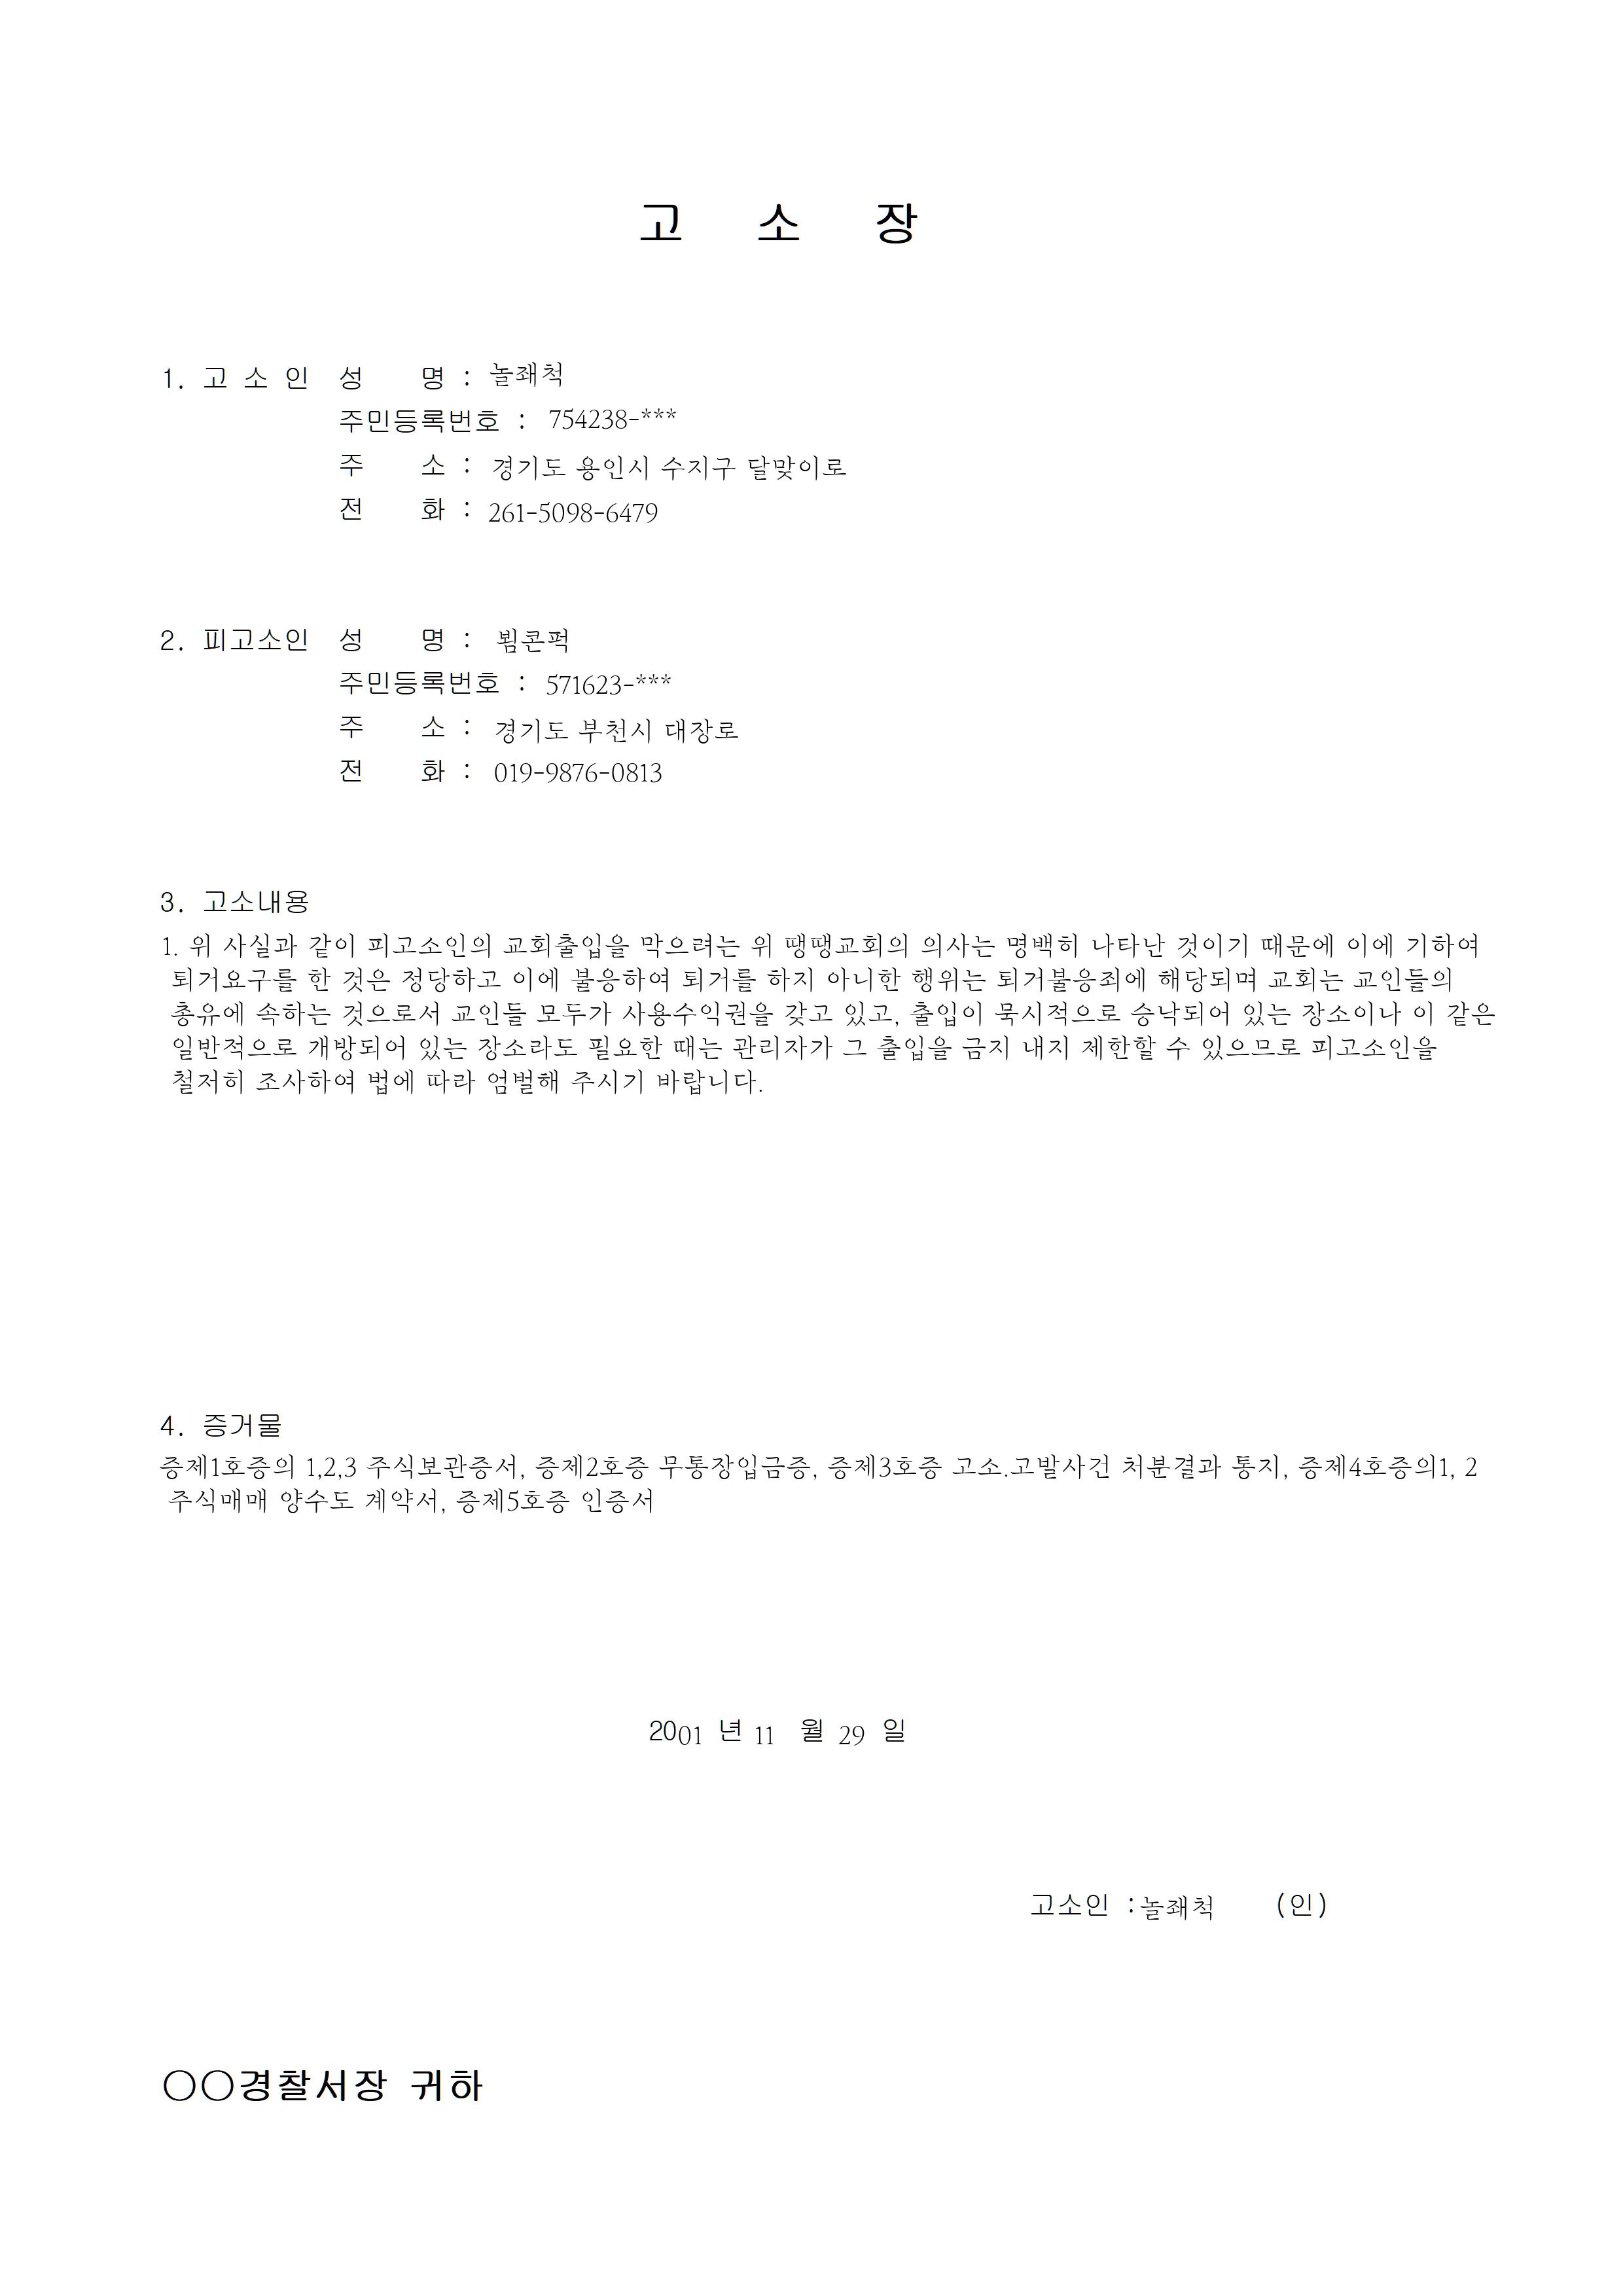 고 소 장
1. 고 소 인 성 명 : 놀좨척
주민등록번호 : 754238-***
주 소 : 경기도 용인시 수지구 달맞이로
전 화 : 261-5098-6479
2. 피고소인 성 명 : 뵘콘퍽
주민등록번호 : 571623-***
주 소 : 경기도 부천시 대장로
전 화 : 019-9876-0813
3. 고소내용
1. 위 사실과 같이 피고소인의 교회출입을 막으려는 위 땡땡교회의 의사는 명백히 나타난 것이기 때문에 이에 기하여
퇴거요구를 한 것은 정당하고 이에 불응하여 퇴거를 하지 아니한 행위는 퇴거불응죄에 해당되며 교회는 교인들의
총유에 속하는 것으로서 교인들 모두가 사용수익권을 갖고 있고, 출입이 묵시적으로 승낙되어 있는 장소이나 이 같은
일반적으로 개방되어 있는 장소라도 필요한 때는 관리자가 그 출입을 금지 내지 제한할 수 있으므로 피고소인을
철저히 조사하여 법에 따라 엄벌해 주시기 바랍니다.
4. 증거물
증제1호증의 1,2,3 주식보관증서, 증제2호증 무통장입금증, 증제3호증 고소.고발사건 처분결과 통지, 증제4호증의1, 2
주식매매 양수도 계약서, 증제5호증 인증서
2001 년 11 월 29 일
고소인 :놀좨척 (인)
○○경찰서장 귀하